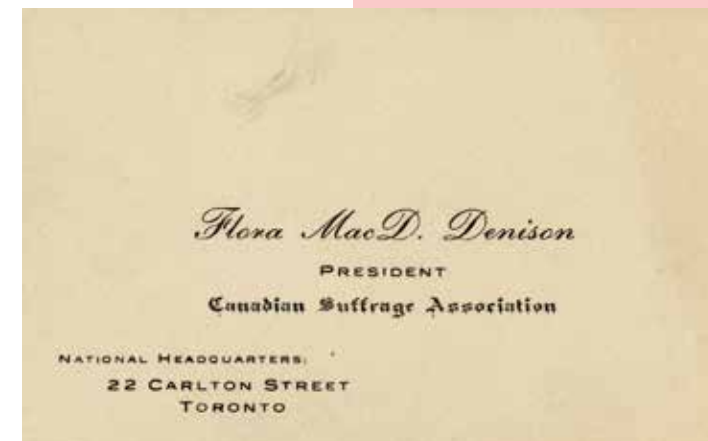 Flora MacD. Denison
PRESIDENT
Canadian Suffrage Association
NATIONAL HEADQUARTERS:
22 CARLTON STREET
TORONTO